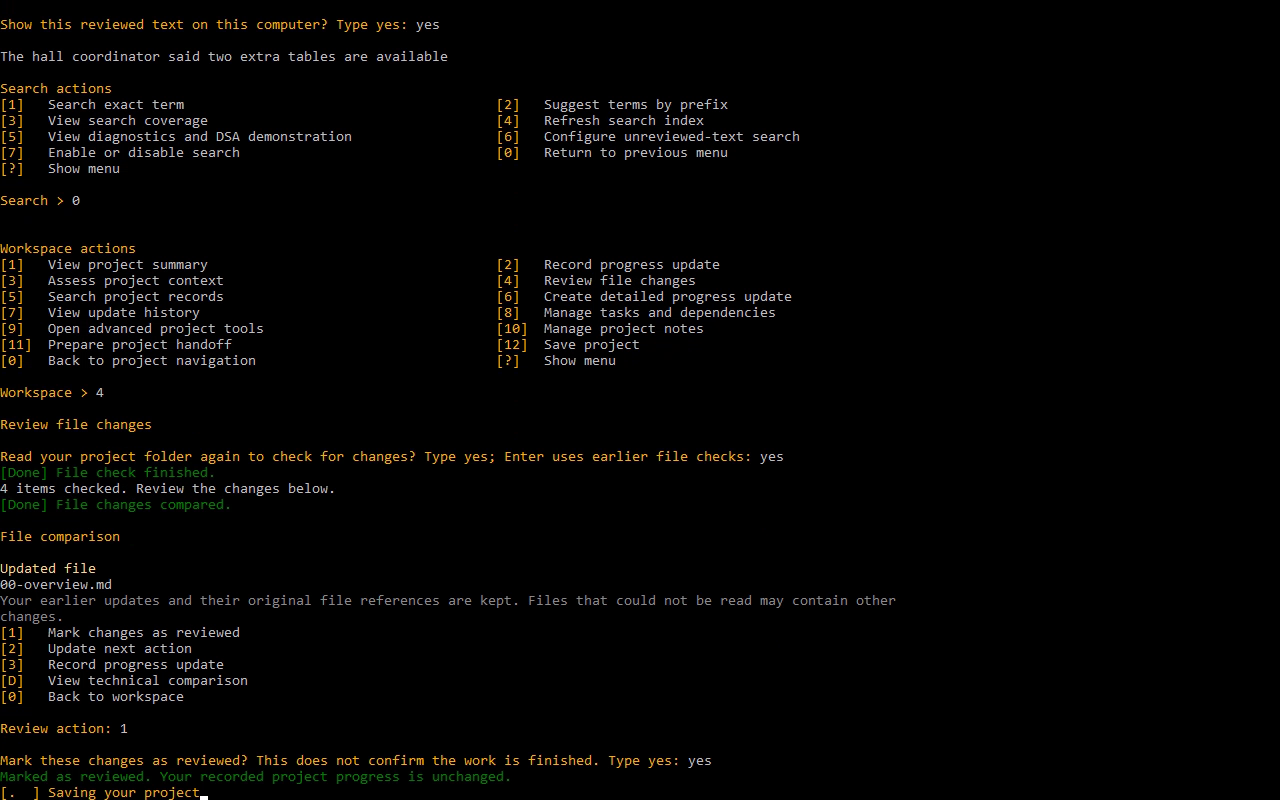 Show this reviewed text on this computer? Type yes: yes
The hall coordinator said two extra tables are available
Search actions
[1]   Search exact term   [2]   Suggest terms by prefix
[3]   View search coverage   [4]   Refresh search index
[5]   View diagnostics and DSA demonstration   [6]   Configure unreviewed-text search
[7]   Enable or disable search   [0]   Return to previous menu
[?]   Show menu
Search > 0
Workspace actions
[1]   View project summary   [2]   Record progress update
[3]   Assess project context   [4]   Review file changes
[5]   Search project records   [6]   Create detailed progress update
[7]   View update history   [8]   Manage tasks and dependencies
[9]   Open advanced project tools   [10]  Manage project notes
[11]  Prepare project handoff   [12]  Save project
[0]   Back to project navigation   [?]   Show menu
Workspace > 4
Review file changes
Read your project folder again to check for changes? Type yes; Enter uses earlier file checks: yes
[Done] File check finished.
4 items checked. Review the changes below.
[Done] File changes compared.
File comparison
Updated file
00-overview.md
Your earlier updates and their original file references are kept. Files that could not be read may contain other
changes.
[1]   Mark changes as reviewed
[2]   Update next action
[3]   Record progress update
[D]   View technical comparison
[0]   Back to workspace
Review action: 1
Mark these changes as reviewed? This does not confirm the work is finished. Type yes: yes
Marked as reviewed. Your recorded project progress is unchanged.
[.  ] Saving your project